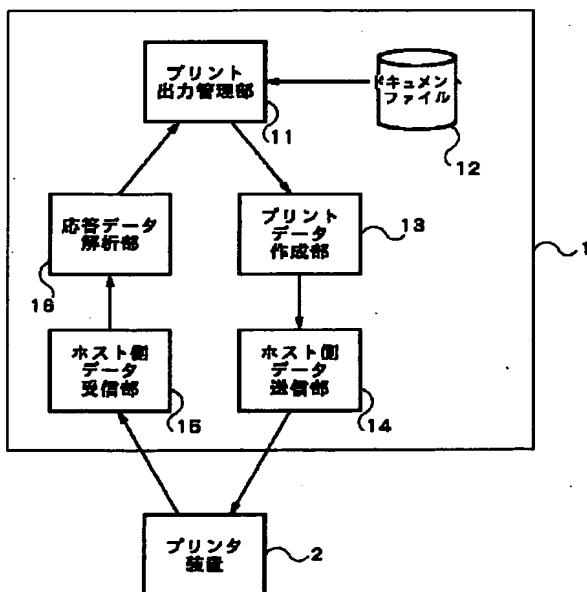 プリント
出力管理部
11
ドキュメント
ファイル
12
応答データ
解析部
16
プリント
データ
作成部
13
1
ホスト側
データ
受信部
15
ホスト側
データ
送信部
14
プリンタ
装置
2